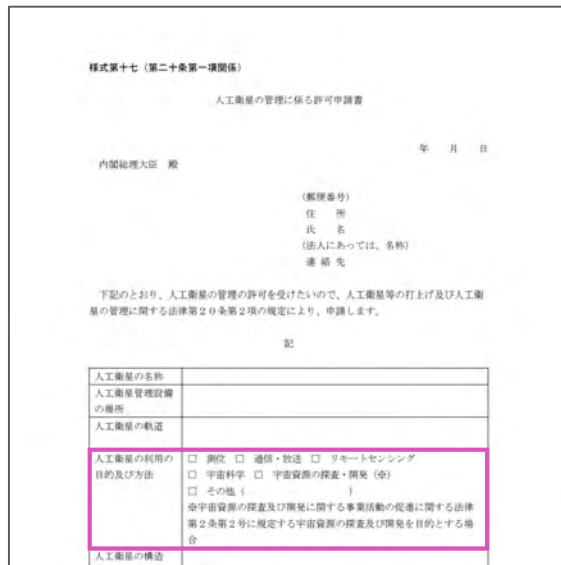 様式第十七（第二十条第一項関係）
人工衛星の管理に係る許可申請書
年　月　日
内閣総理大臣　殿
（郵便番号）
住　所
氏　名
（法人にあっては、名称）
連 絡 先
下記のとおり、人工衛星の管理の許可を受けたいので、人工衛星等の打上げ及び人工衛
星の管理に関する法律第２０条第２項の規定により、申請します。
記
人工衛星の名称
人工衛星管理設備
の場所
人工衛星の軌道
人工衛星の利用の
目的及び方法
□ 測位 □ 通信・放送 □ リモートセンシング
□ 宇宙科学 □ 宇宙資源の探査・開発（※）
□ その他（　　　　　　　　）
※宇宙資源の探査及び開発に関する事業活動の促進に関する法律
第２条第２号に規定する宇宙資源の探査及び開発を目的とする場
合
人工衛星の構造